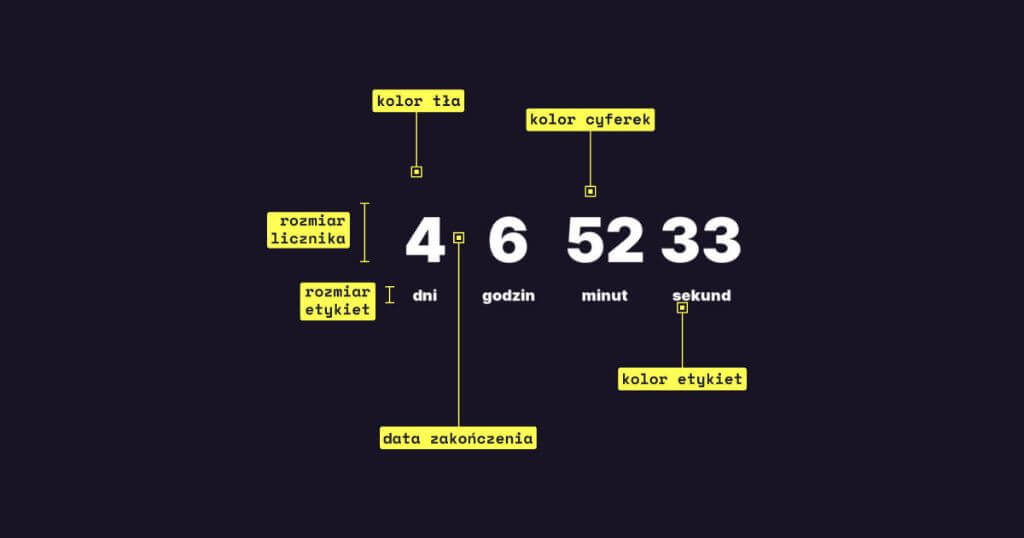 kolor tła
kolor cyferek
rozmiar
licznika
4 6 52 33
rozmiar
etykiet
dni godzin minut sekund
kolor etykiet
data zakończenia